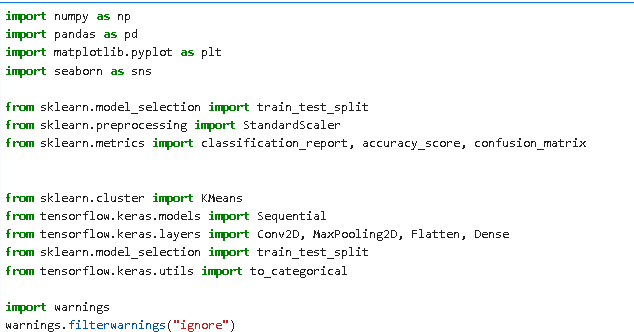 import numpy as np
import pandas as pd
import matplotlib.pyplot as plt
import seaborn as sns
from sklearn.model_selection import train_test_split
from sklearn.preprocessing import StandardScaler
from sklearn.metrics import classification_report, accuracy_score, confusion_matrix
from sklearn.cluster import KMeans
from tensorflow.keras.models import Sequential
from tensorflow.keras.layers import Conv2D, MaxPooling2D, Flatten, Dense
from sklearn.model_selection import train_test_split
from tensorflow.keras.utils import to_categorical
import warnings
warnings.filterwarnings("ignore")